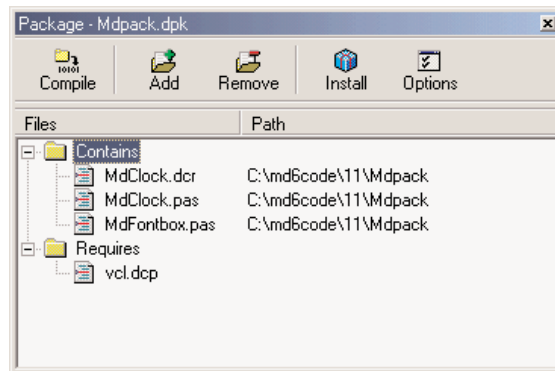 Package - Mdpack.dpk
Compile Add Remove Install Options
Files Path
Contains
MdClock.dcr C:\md6code\11\Mdpack
MdClock.pas C:\md6code\11\Mdpack
MdFontbox.pas C:\md6code\11\Mdpack
Requires
vcl.dcp